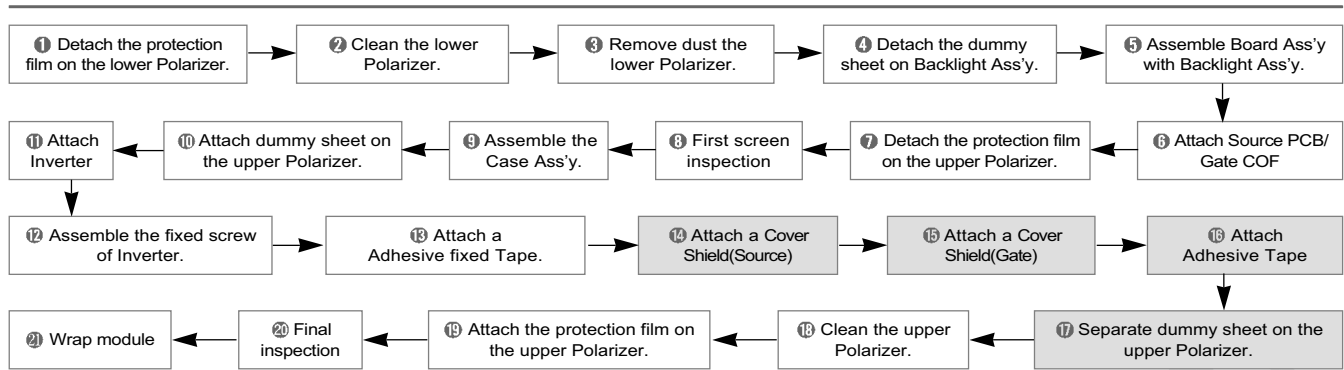 ❶ Detach the protection
film on the lower Polarizer.
❷ Clean the lower
Polarizer.
❸ Remove dust the
lower Polarizer.
❹ Detach the dummy
sheet on Backlight Ass'y.
❺ Assemble Board Ass'y
with Backlight Ass'y.
❻ Attach Source PCB/
Gate COF
❼ Detach the protection film
on the upper Polarizer.
❽ First screen
inspection
❾ Assemble the
Case Ass'y.
❿ Attach dummy sheet on
the upper Polarizer.
⓫ Attach
Inverter
⓬ Assemble the fixed screw
of Inverter.
⓭ Attach a
Adhesive fixed Tape.
⓮ Attach a Cover
Shield(Source)
⓯ Attach a Cover
Shield(Gate)
⓰ Attach
Adhesive Tape
⓱ Separate dummy sheet on the
upper Polarizer.
⓲ Clean the upper
Polarizer.
⓳ Attach the protection film on
the upper Polarizer.
⓴ Final
inspection
㉑ Wrap module